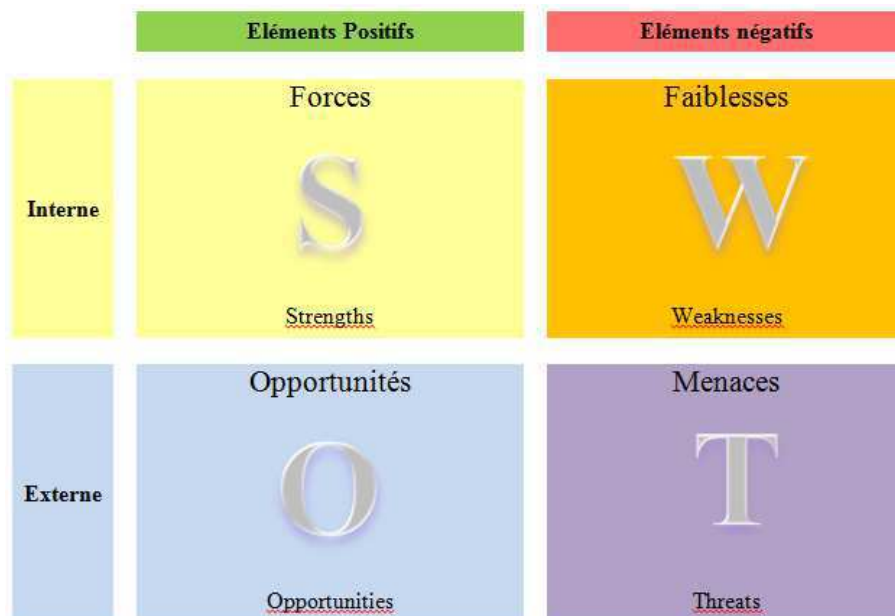 Eléments Positifs
Eléments négatifs
Interne
Forces
S
Strengths
Faiblesses
W
Weaknesses
Externe
Opportunités
O
Opportunities
Menaces
T
Threats